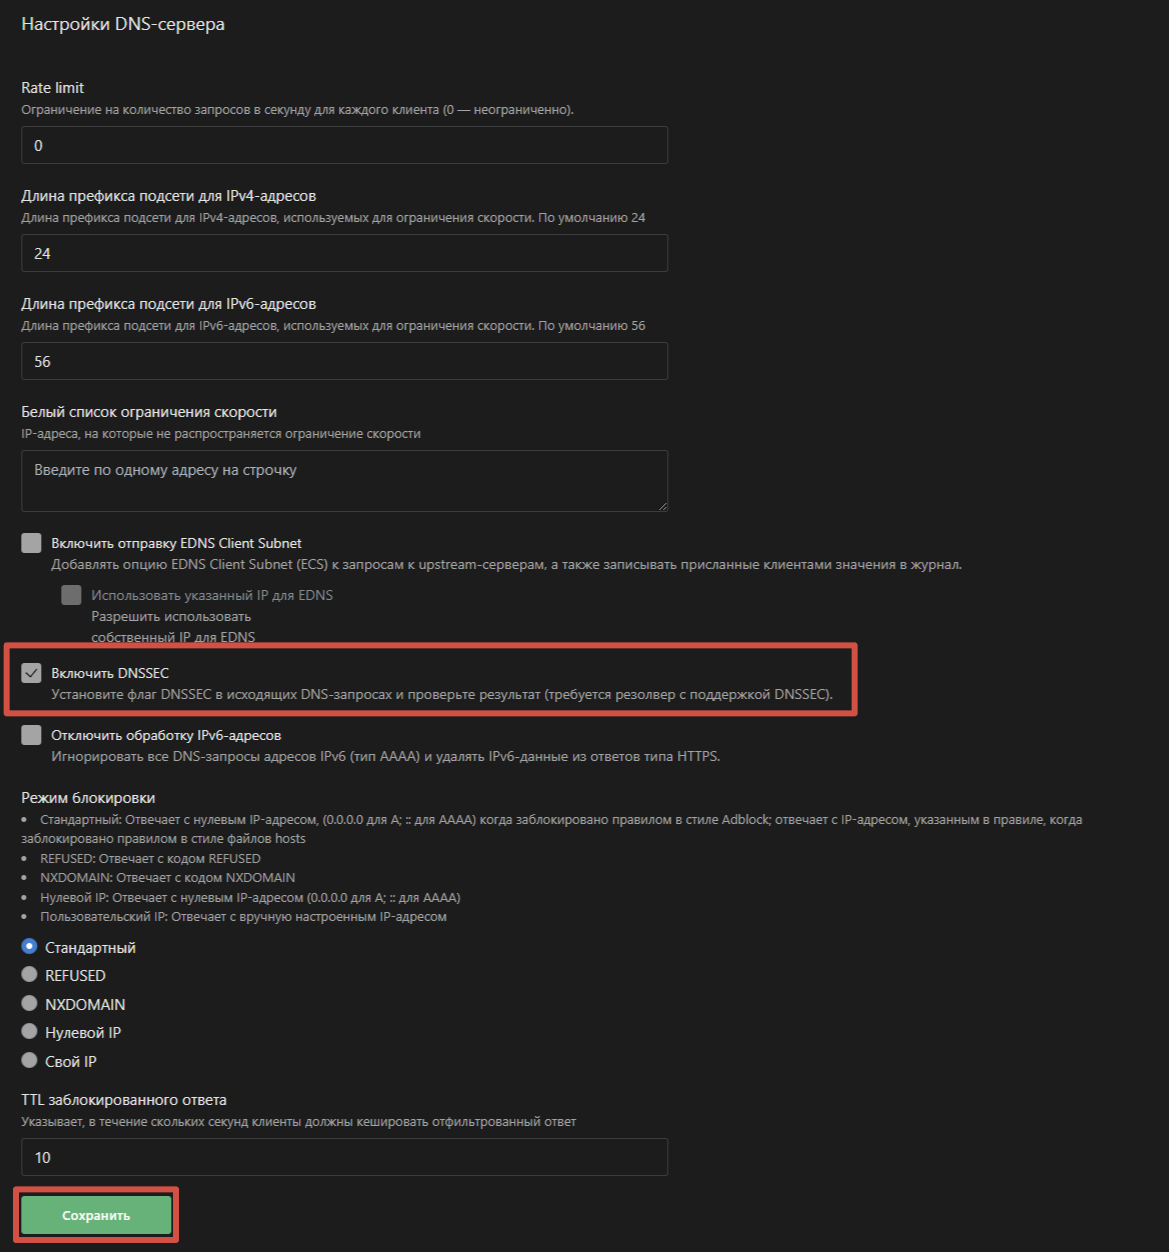 Настройки DNS-сервера
Rate limit
Ограничение на количество запросов в секунду для каждого клиента (0 — неограниченно).
0
Длина префикса подсети для IPv4-адресов
Длина префикса подсети для IPv4-адресов, используемых для ограничения скорости. По умолчанию 24
24
Длина префикса подсети для IPv6-адресов
Длина префикса подсети для IPv6-адресов, используемых для ограничения скорости. По умолчанию 56
56
Белый список ограничения скорости
IP-адреса, на которые не распространяется ограничение скорости
Введите по одному адресу на строчку
Включить отправку EDNS Client Subnet
Добавлять опцию EDNS Client Subnet (ECS) к запросам к upstream-серверам, а также записывать присланные клиентами значения в журнал.
Использовать указанный IP для EDNS
Разрешить использовать
собственный IP для EDNS
Включить DNSSEC
Установите флаг DNSSEC в исходящих DNS-запросах и проверьте результат (требуется резолвер с поддержкой DNSSEC).
Отключить обработку IPv6-адресов
Игнорировать все DNS-запросы адресов IPv6 (тип AAAA) и удалять IPv6-данные из ответов типа HTTPS.
Режим блокировки
• Стандартный: Отвечает с нулевым IP-адресом, (0.0.0.0 для A; :: для AAAA) когда заблокировано правилом в стиле Adblock; отвечает с IP-адресом, указанным в правиле, когда
заблокировано правилом в стиле файлов hosts
• REFUSED: Отвечает с кодом REFUSED
• NXDOMAIN: Отвечает с кодом NXDOMAIN
• Нулевой IP: Отвечает с нулевым IP-адресом (0.0.0.0 для A; :: для AAAA)
• Пользовательский IP: Отвечает с вручную настроенным IP-адресом
Стандартный
REFUSED
NXDOMAIN
Нулевой IP
Свой IP
TTL заблокированного ответа
Указывает, в течение скольких секунд клиенты должны кешировать отфильтрованный ответ
10
Сохранить